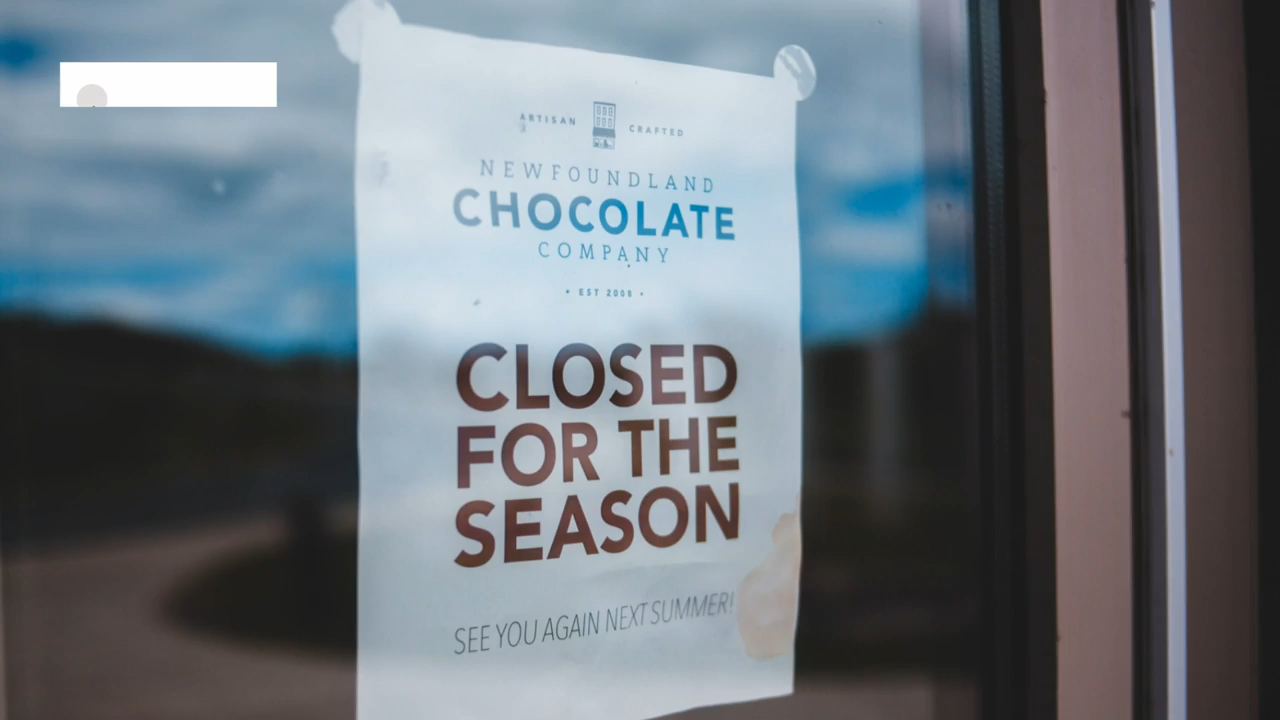 ARTISAN CRAFTED
NEWFOUNDLAND
CHOCOLATE
COMPANY
• EST 2008 •
CLOSED
FOR THE
SEASON
SEE YOU AGAIN NEXT SUMMER!